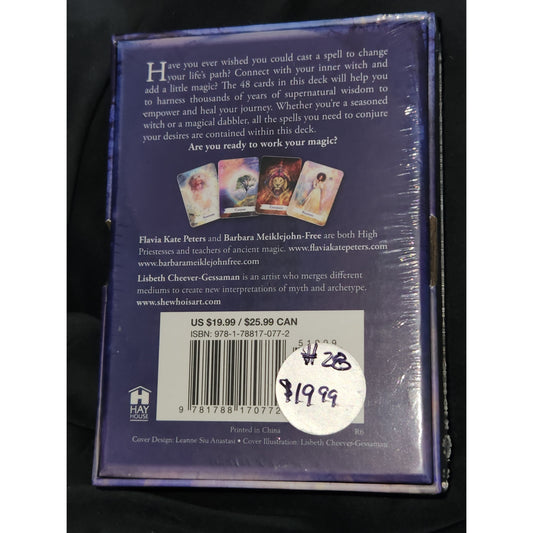 Have you ever wished you could cast a spell to change
your life's path? Connect with your inner witch and
add a little magic? The 48 cards in this deck will help you
to harness thousands of years of supernatural wisdom to
empower and heal your journey. Whether you're a seasoned
witch or a magical dabbler, all the spells you need to conjure
your desires are contained within this deck.
Are you ready to work your magic?
Flavia Kate Peters and Barbara Meiklejohn-Free are both High
Priestesses and teachers of ancient magic. www.flaviakatepeters.com
www.barbarameiklejohnfree.com
Lisbeth Cheever-Gessaman is an artist who merges different
mediums to create new interpretations of myth and archetype.
www.shewhoisart.com
US $19.99 / $25.99 CAN
ISBN: 978-1-78817-077-2
#28
$19.99
9 781788 170772
HAY
HOUSE
Printed in China
R6
Cover Design: Leanne Siu Anastasi • Cover Illustration: Lisbeth Cheever-Gessaman